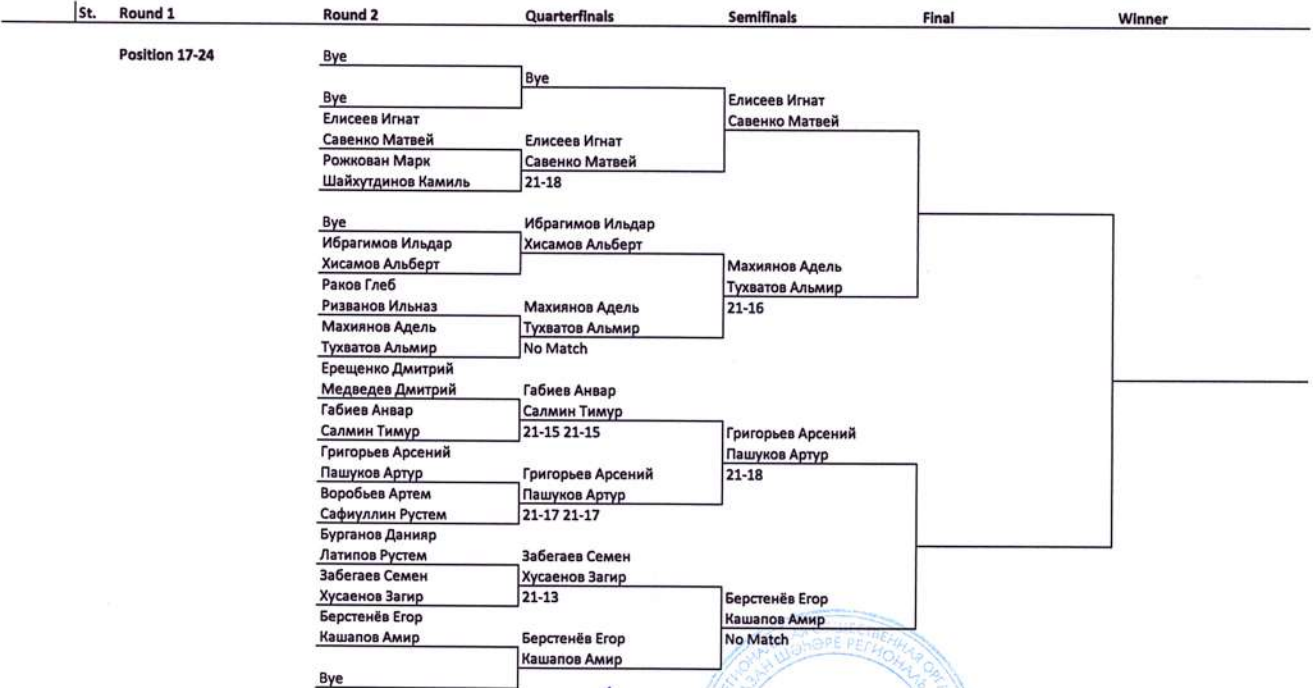 St. Round 1 Round 2 Quarterfinals Semifinals Final Winner
Position 17-24
Bye
Bye
Bye
Елисеев Игнат
Елисеев Игнат
Савенко Матвей
Савенко Матвей
Елисеев Игнат
Рожкован Марк
Савенко Матвей
Шайхутдинов Камиль
21-18
Bye
Ибрагимов Ильдар
Ибрагимов Ильдар
Хисамов Альберт
Хисамов Альберт
Махиянов Адель
Раков Глеб
Тухватов Альмир
Ризванов Ильназ
Махиянов Адель
21-16
Махиянов Адель
Тухватов Альмир
Тухватов Альмир
No Match
Ерещенко Дмитрий
Медведев Дмитрий
Габиев Анвар
Габиев Анвар
Салмин Тимур
Салмин Тимур
21-15 21-15
Григорьев Арсений
Григорьев Арсений
Пашуков Артур
Пашуков Артур
Григорьев Арсений
21-18
Воробьев Артем
Пашуков Артур
Сафиуллин Рустем
21-17 21-17
Бурганов Данияр
Латипов Рустем
Забегаев Семен
Забегаев Семен
Хусаенов Загир
Хусаенов Загир
21-13
Берстенёв Егор
Берстенёв Егор
Кашапов Амир
Кашапов Амир
Берстенёв Егор
No Match
Кашапов Амир
Bye